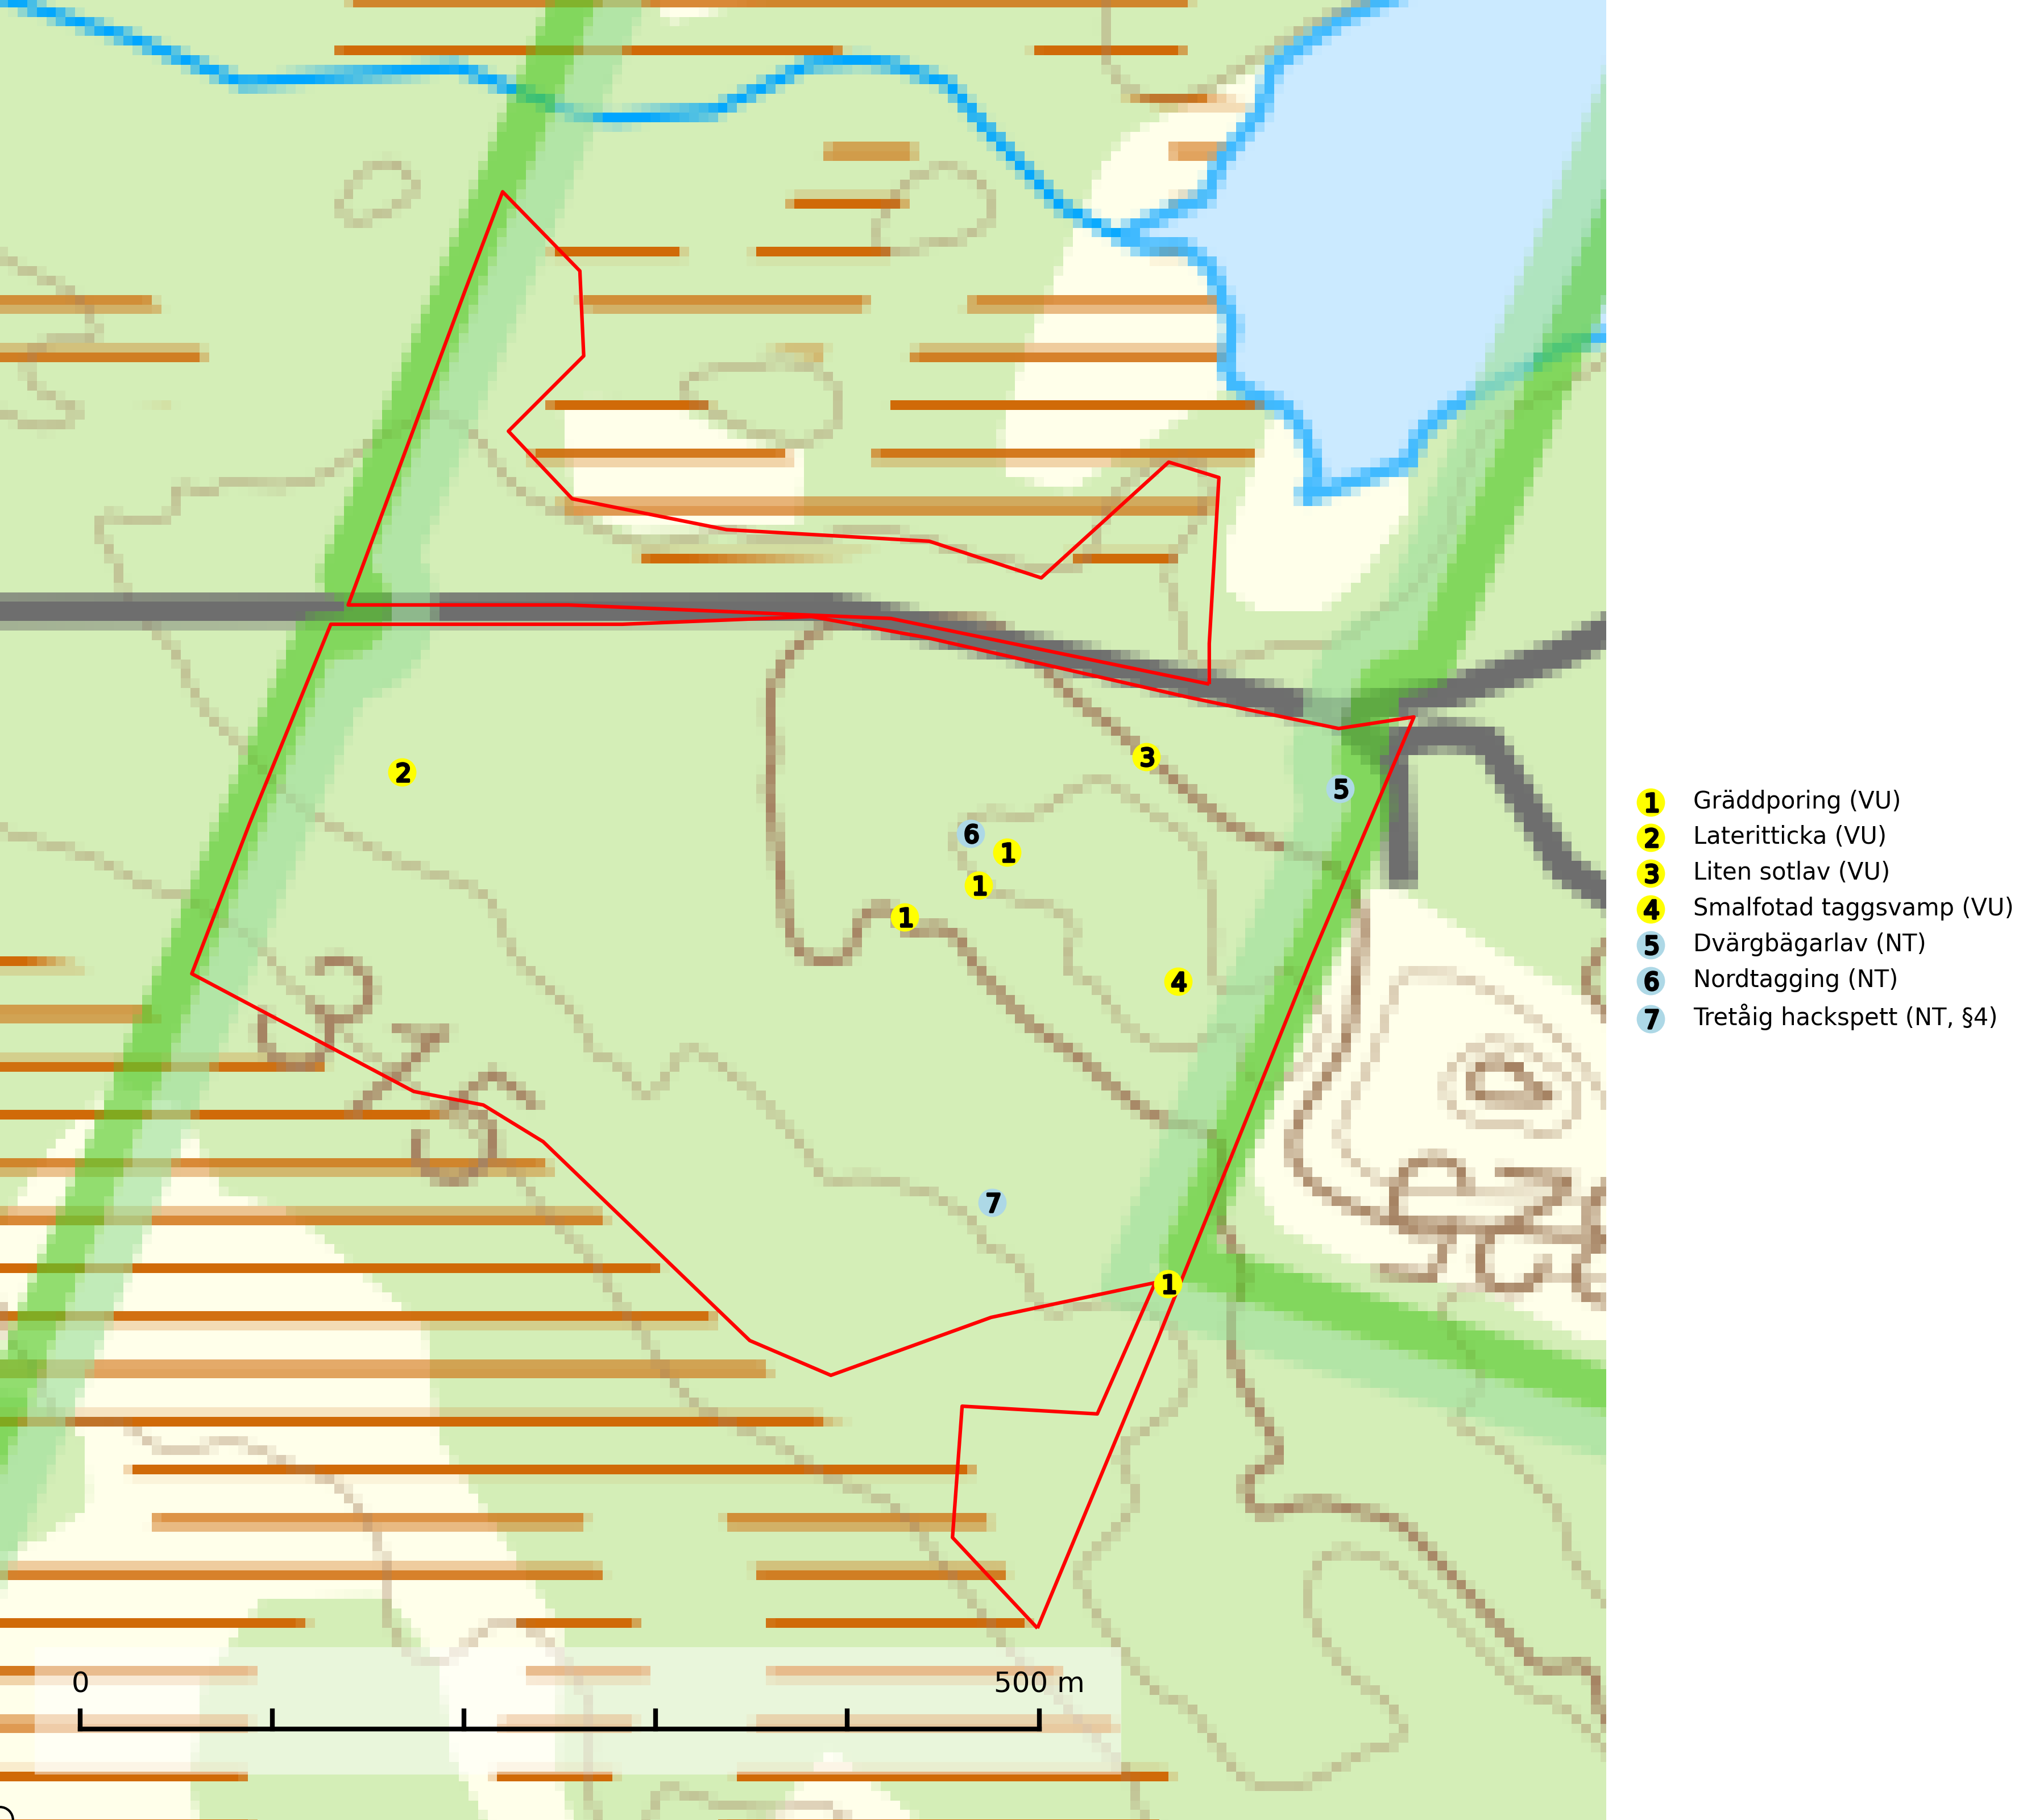 2
3
5
6
1
1
1
4
7
1
0 500 m
1 Gräddporing (VU)
2 Lateritticka (VU)
3 Liten sotlav (VU)
4 Smalfotad taggsvamp (VU)
5 Dvärgbägarlav (NT)
6 Nordtagging (NT)
7 Tretåig hackspett (NT, §4)